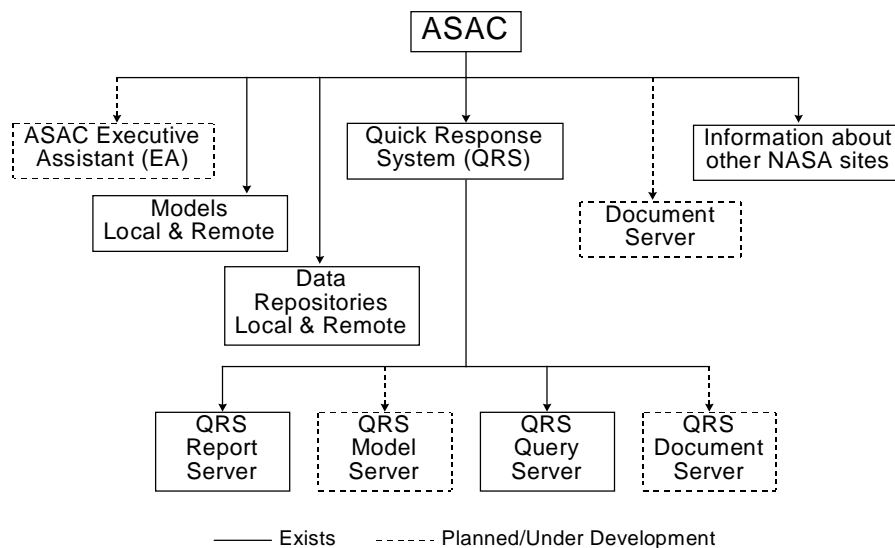 ASAC
ASAC Executive
Assistant (EA)
Models
Local & Remote
Data
Repositories
Local & Remote
Quick Response
System (QRS)
Document
Server
Information about
other NASA sites
QRS
Report
Server
QRS
Model
Server
QRS
Query
Server
QRS
Document
Server
Exists
Planned/Under Development